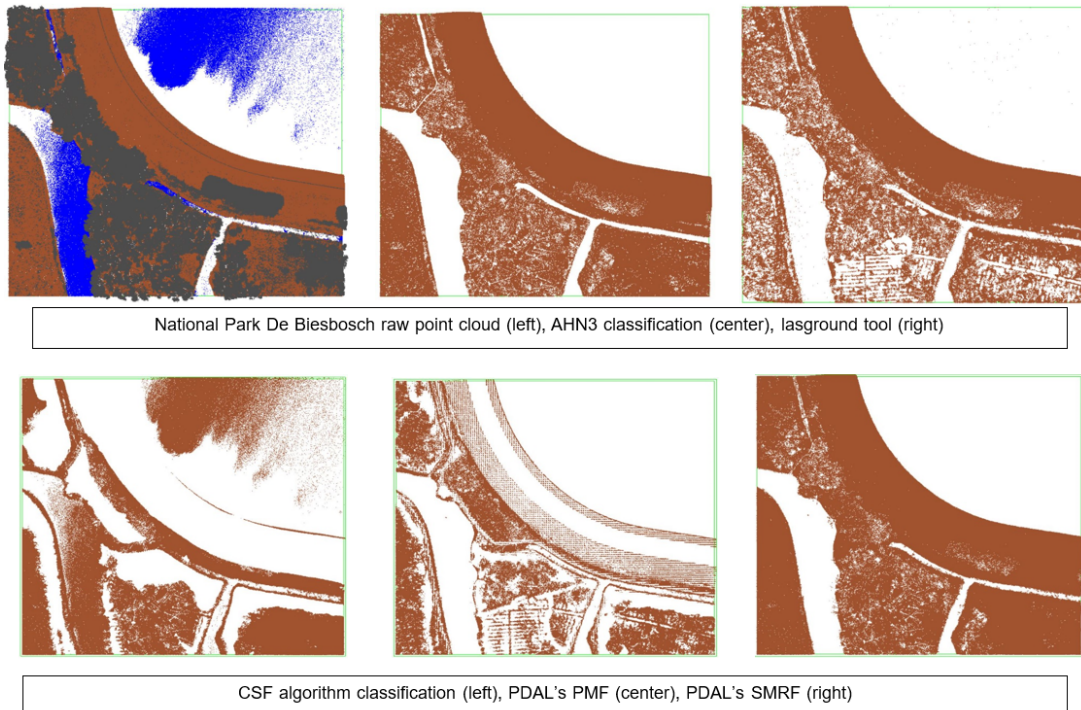 National Park De Biesbosch raw point cloud (left), AHN3 classification (center), lasground tool (right)
CSF algorithm classification (left), PDAL's PMF (center), PDAL's SMRF (right)